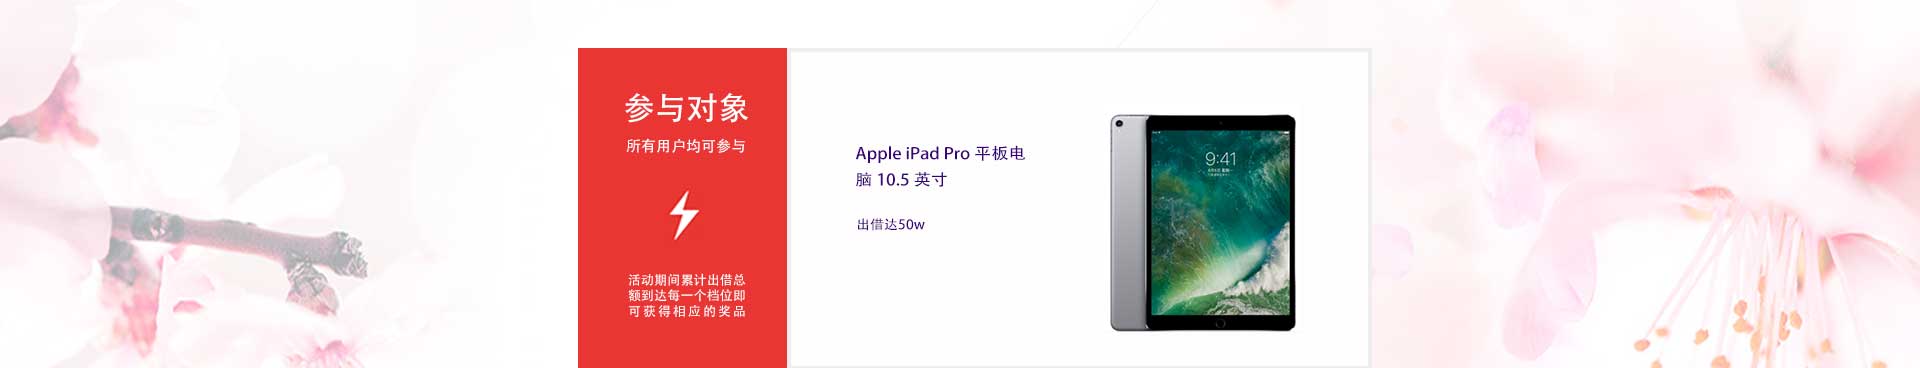 参与对象
所有用户均可参与
活动期间累计出借总
额到达每一个档位即
可获得相应的奖品
Apple iPad Pro 平板电
脑 10.5 英寸
出借达50w
9:41